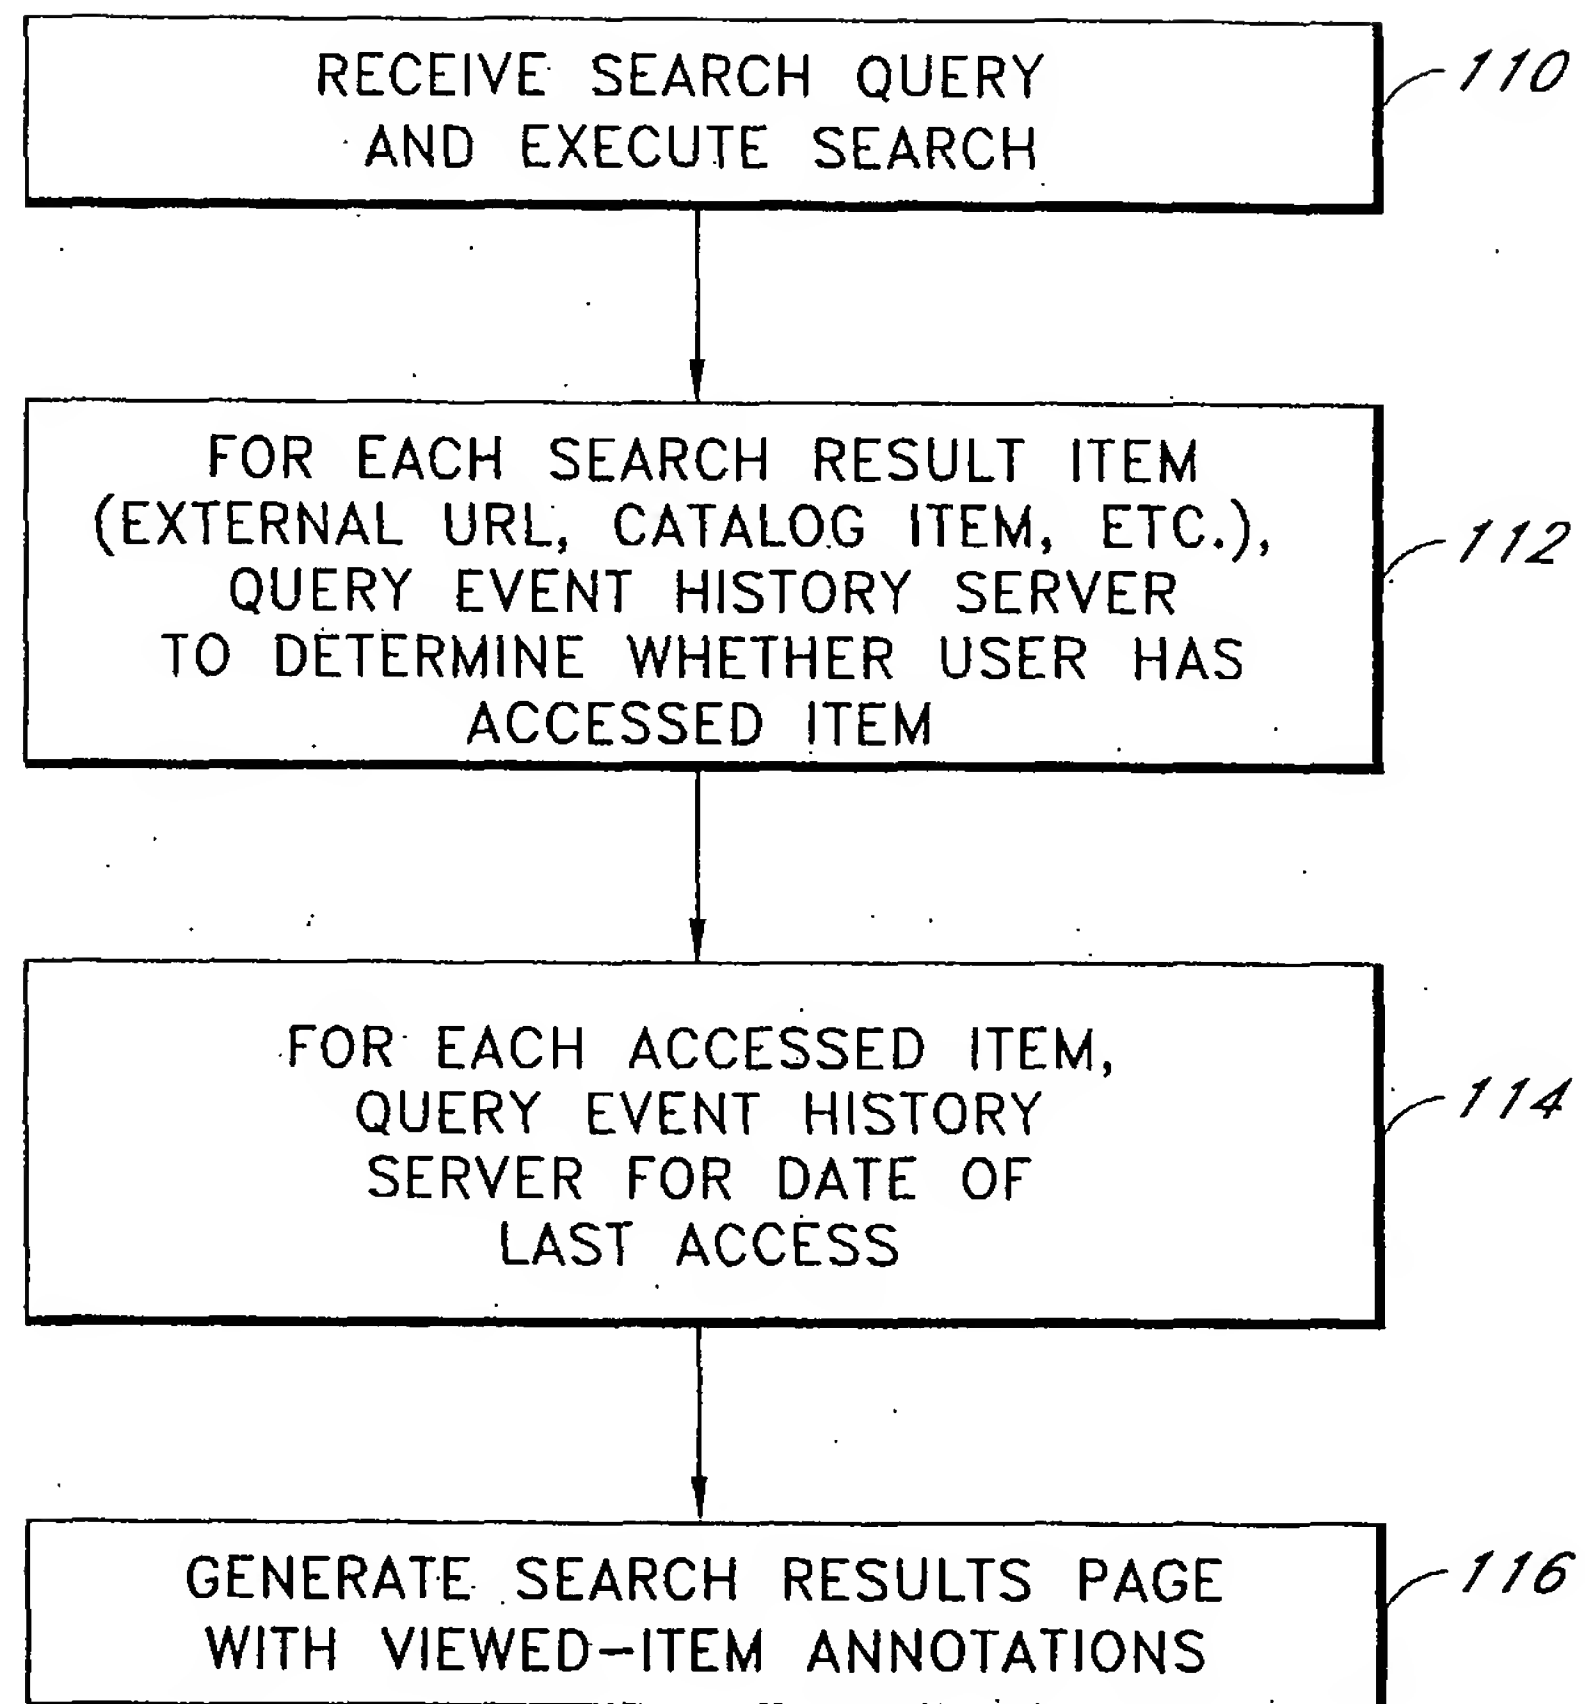 RECEIVE SEARCH QUERY
AND EXECUTE SEARCH
110
FOR EACH SEARCH RESULT ITEM
(EXTERNAL URL, CATALOG ITEM, ETC.),
QUERY EVENT HISTORY SERVER
TO DETERMINE WHETHER USER HAS
ACCESSED ITEM
112
FOR EACH ACCESSED ITEM,
QUERY EVENT HISTORY
SERVER FOR DATE OF
LAST ACCESS
114
GENERATE SEARCH RESULTS PAGE
WITH VIEWED-ITEM ANNOTATIONS
116